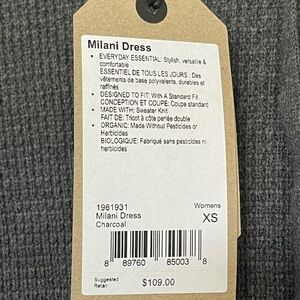 Milani Dress
• EVERYDAY ESSENTIAL: Stylish, versatile &
comfortable
ESSENTIEL DE TOUS LES JOURS : Des
vêtements de base polyvalents, durables et
raffinés
• DESIGNED TO FIT: With A Standard Fit
CONCEPTION ET COUPE: Coupe standard
• MADE WITH: Sweater Knit
FAIT DE: Tricot à côte perlée double
ORGANIC: Made Without Pesticides or
Herbicides
BIOLOGIQUE: Fabriqué sans pesticides ni
herbicides
1961931
Milani Dress
Charcoal
Womens
XS
8 89760 85003 8
Suggested
Retail
$109.00